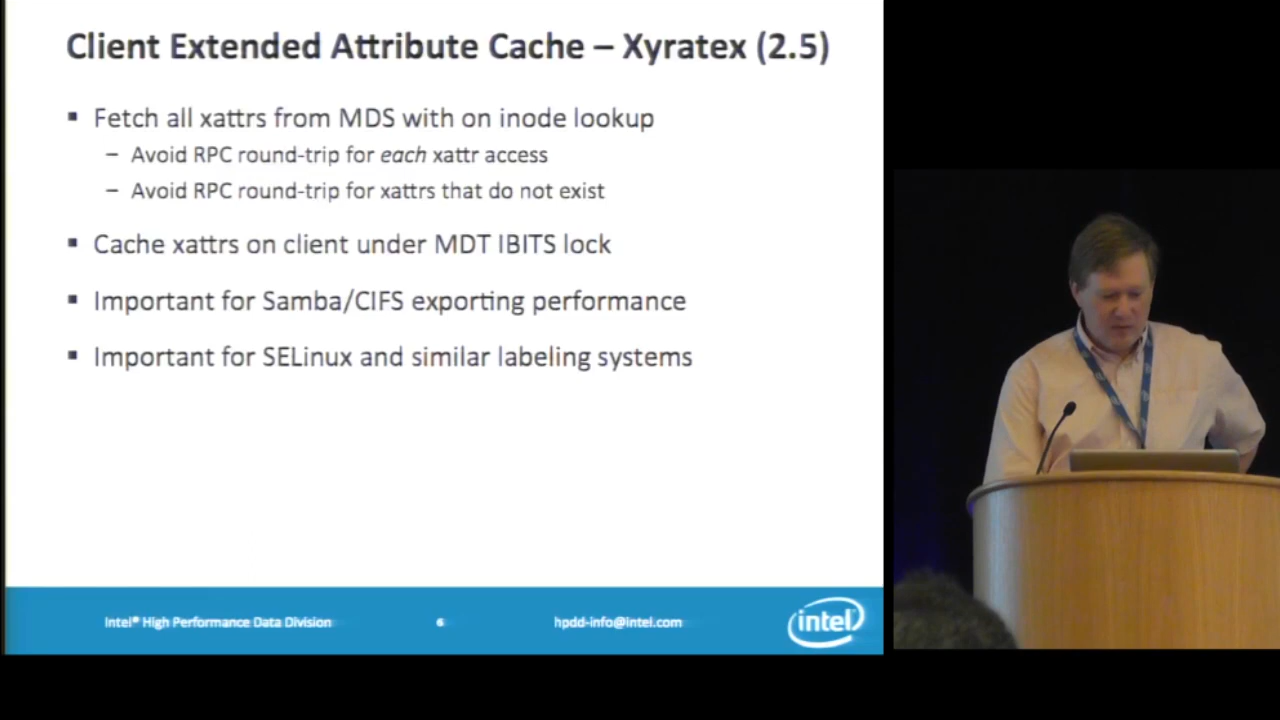 Client Extended Attribute Cache – Xyratex (2.5)
▪ Fetch all xattrs from MDS with on inode lookup
– Avoid RPC round-trip for each xattr access
– Avoid RPC round-trip for xattrs that do not exist
▪ Cache xattrs on client under MDT IBITS lock
▪ Important for Samba/CIFS exporting performance
▪ Important for SELinux and similar labeling systems
Intel® High Performance Data Division
6
hpdd-info@intel.com
intel